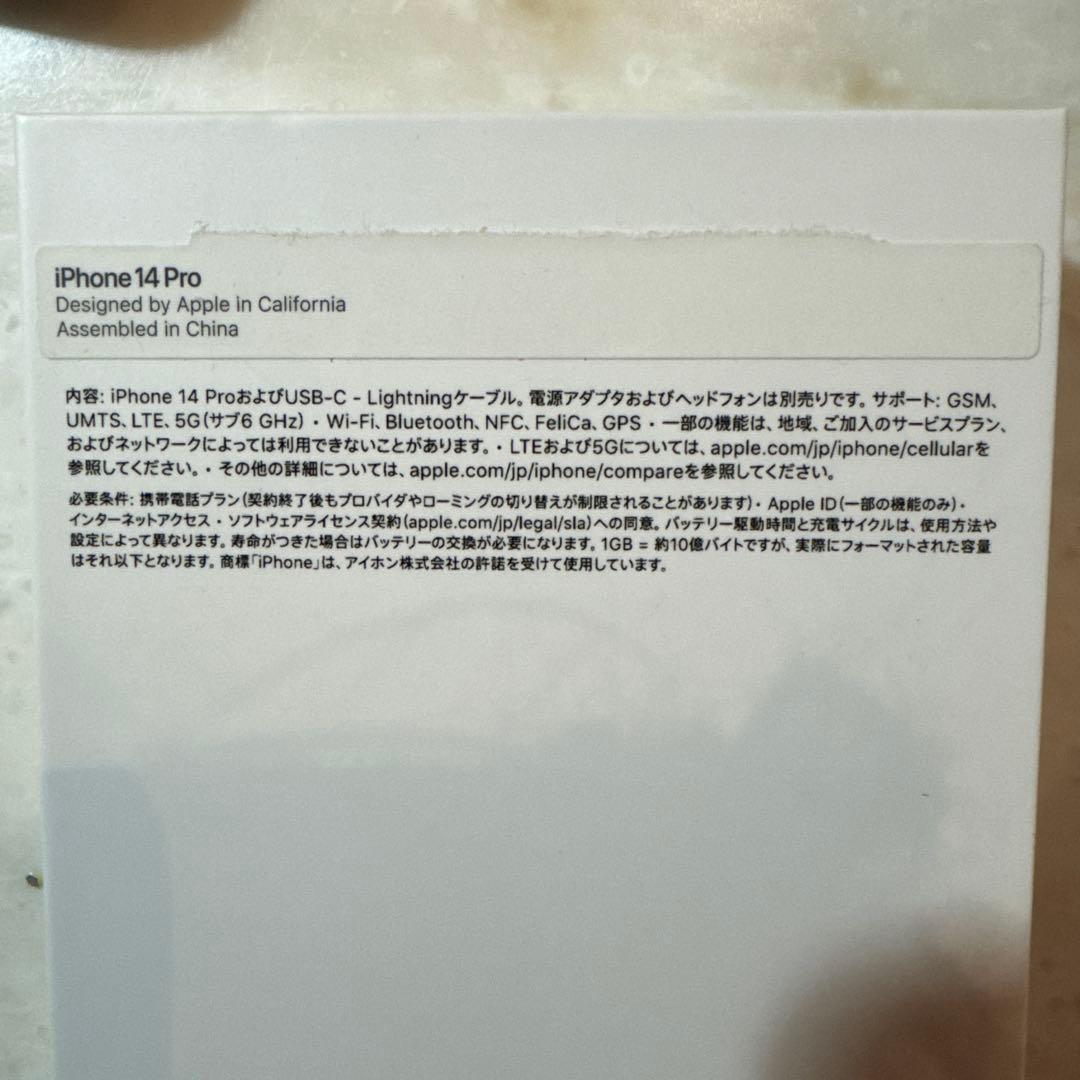 iPhone 14 Pro
Designed by Apple in California
Assembled in China
内容: iPhone 14 ProおよびUSB-C - Lightningケーブル。電源アダプタおよびヘッドフォンは別売りです。サポート: GSM、
UMTS、LTE、5G(サブ6 GHz)・Wi-Fi、Bluetooth、NFC、FeliCa、GPS・一部の機能は、地域、ご加入のサービスプラン、
およびネットワークによっては利用できないことがあります。・LTEおよび5Gについては、apple.com/jp/iphone/cellularを
参照してください。・その他の詳細については、apple.com/jp/iphone/compareを参照してください。
必要条件: 携帯電話プラン(契約終了後もプロバイダやローミングの切り替えが制限されることがあります)・Apple ID(一部の機能のみ)・
インターネットアクセス・ソフトウェアライセンス契約(apple.com/jp/legal/sla)への同意。バッテリー駆動時間と充電サイクルは、使用方法や
設定によって異なります。寿命がつきた場合はバッテリーの交換が必要になります。1GB = 約10億バイトですが、実際にフォーマットされた容量
はそれ以下となります。商標「iPhone」は、アイホン株式会社の許諾を受けて使用しています。